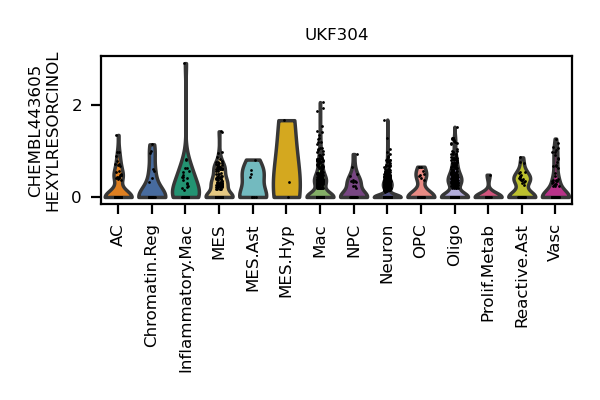 UKF304
CHEMBL443605
HEXYLRESORCINOL
2
0
AC
Chromatin.Reg
Inflammatory.Mac
MES
MES.Ast
MES.Hyp
Mac
NPC
Neuron
OPC
Oligo
Prolif.Metab
Reactive.Ast
Vasc